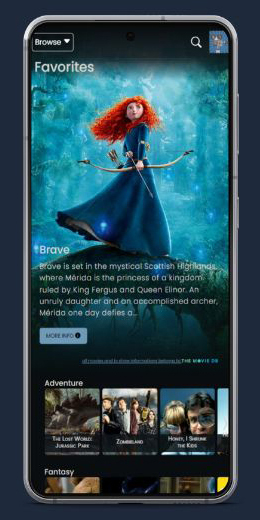 Browse
Favorites
Brave
Brave is set in the mystical Scottish Highlands,
where Mérida is the princess of a kingdom
ruled by King Fergus and Queen Elinor. An
unruly daughter and an accomplished archer,
Mérida one day defies a...
MORE INFO
all movies and tv show informations belongs to THE MOVIE DB
Adventure
The Lost World:
Jurassic Park
Zombieland
Honey, I Shrunk
the Kids
Fantasy